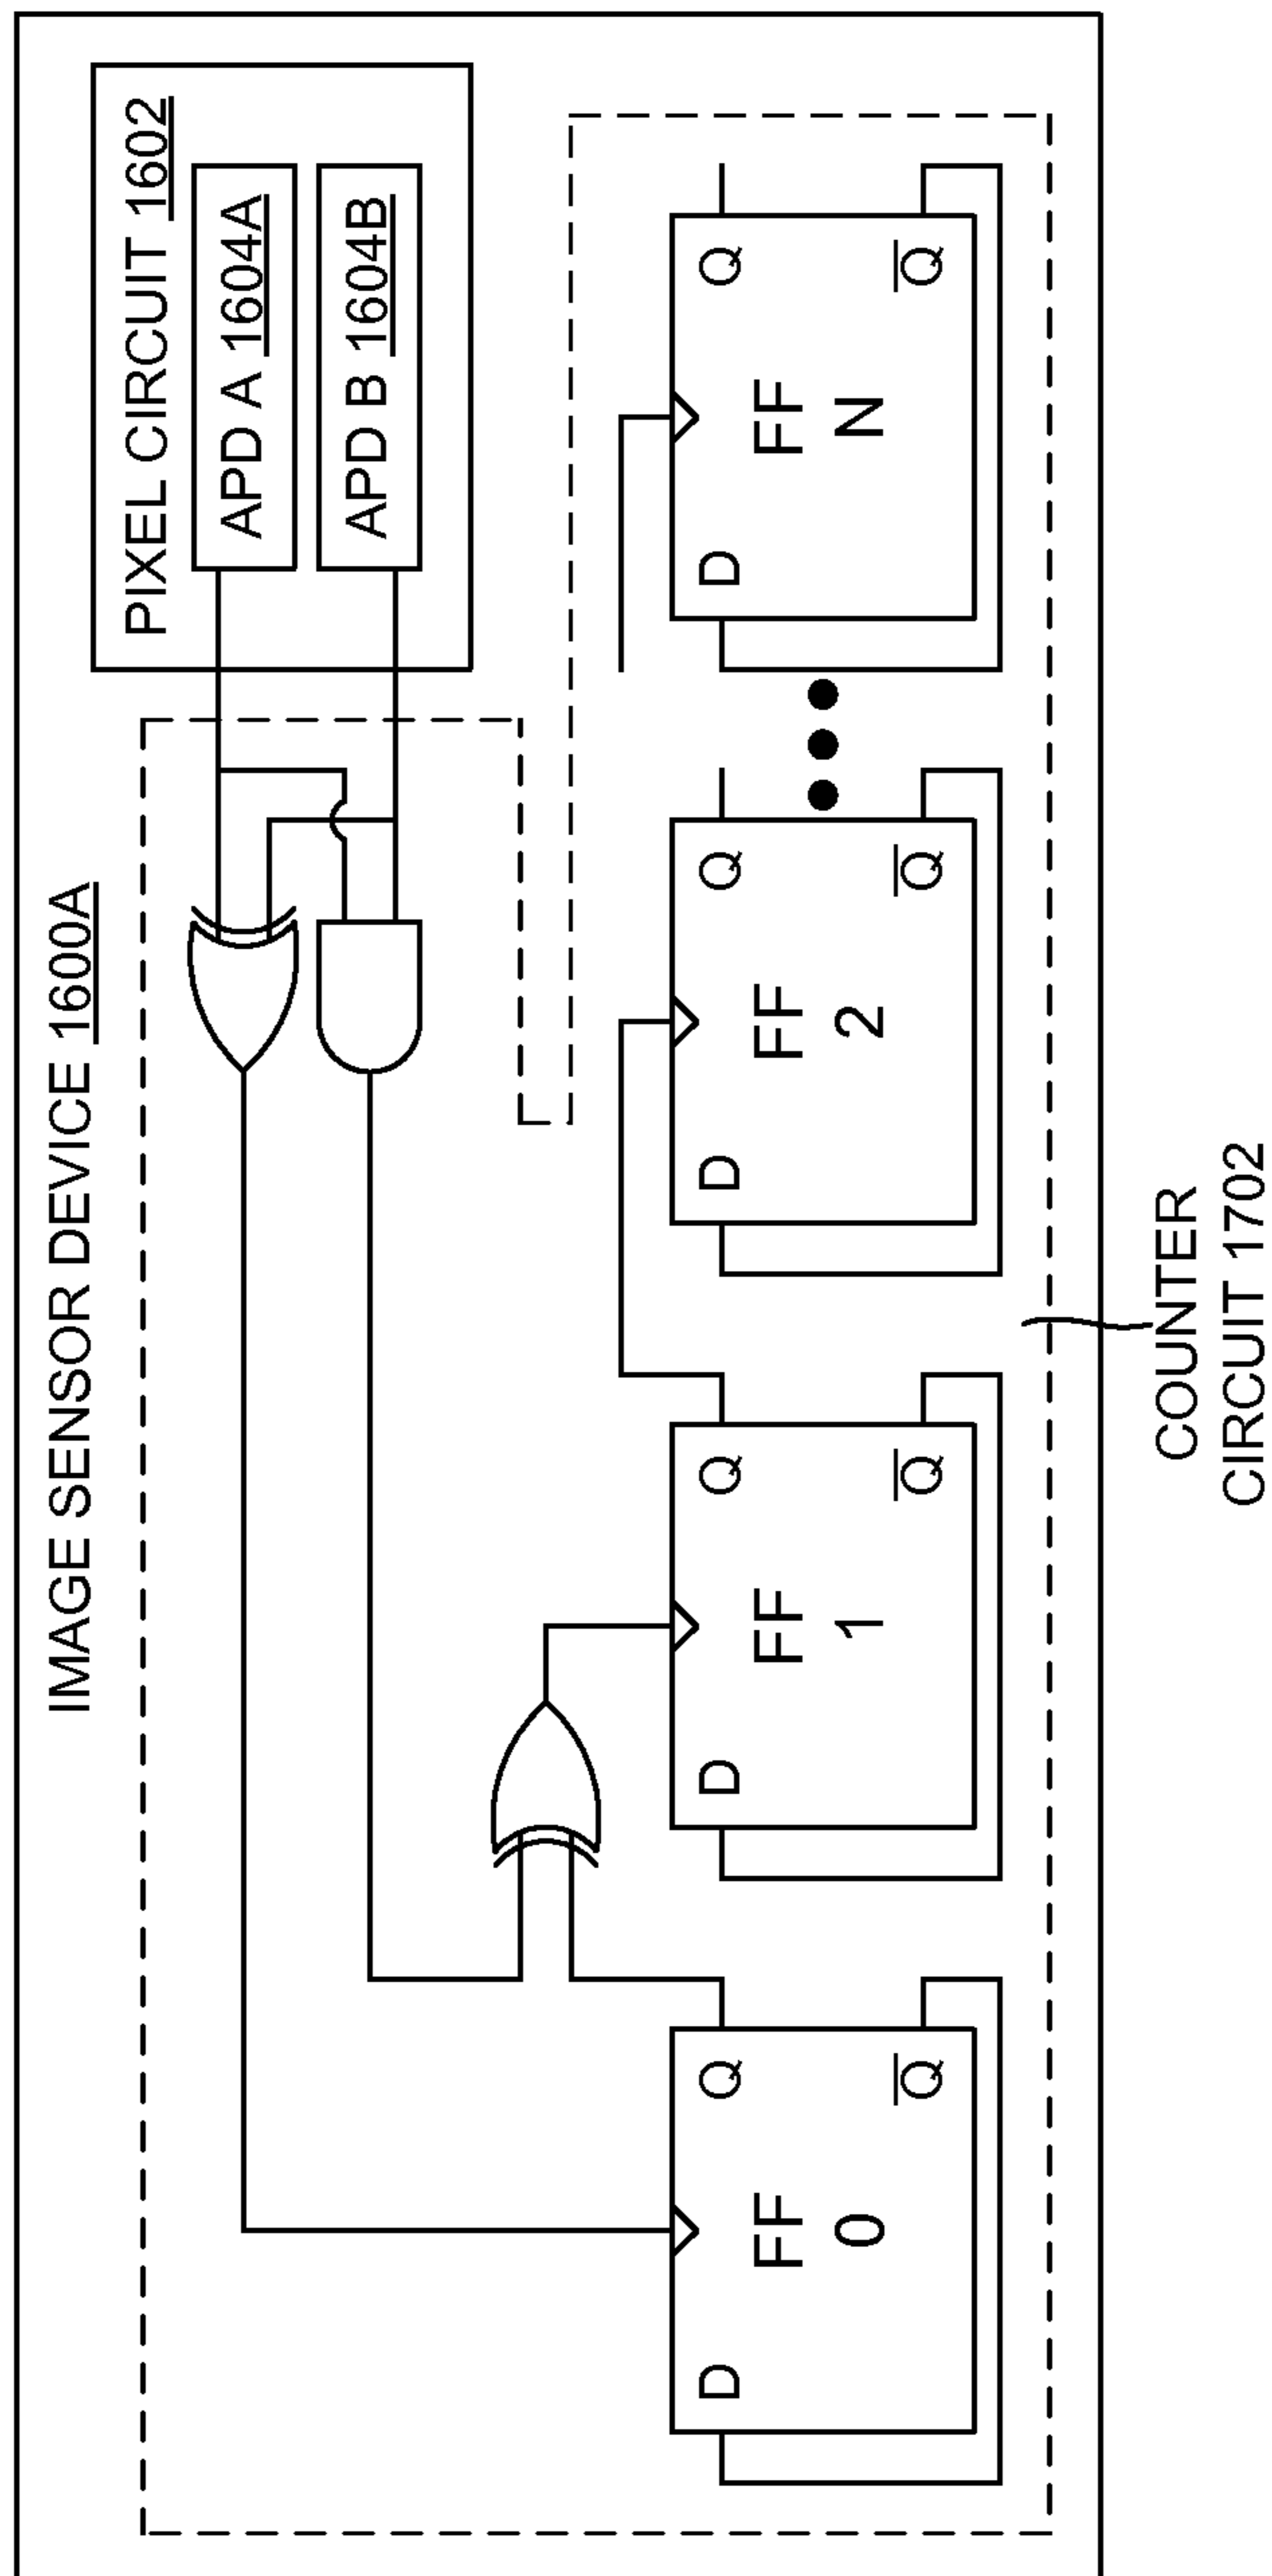 IMAGE SENSOR DEVICE 1600A
PIXEL CIRCUIT 1602
APD A 1604A
APD B 1604B
D
Q
FF
0
Q̅
D
Q
FF
1
Q̅
D
Q
FF
2
Q̅
D
Q
FF
N
Q̅
COUNTER
CIRCUIT 1702